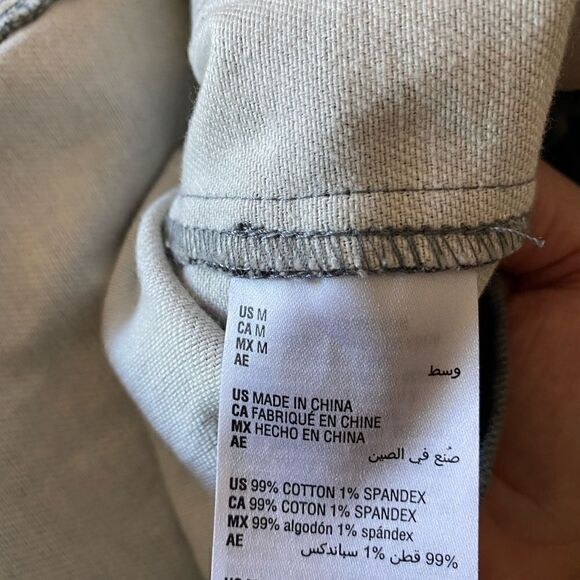 US M
CA M
MX M
AE
وسط
US MADE IN CHINA
CA FABRIQUÉ EN CHINE
MX HECHO EN CHINA
AE
صُنع في الصين
US 99% COTTON 1% SPANDEX
CA 99% COTON 1% SPANDEX
MX 99% algodón 1% spándex
AE
99% قطن 1% سباندكس